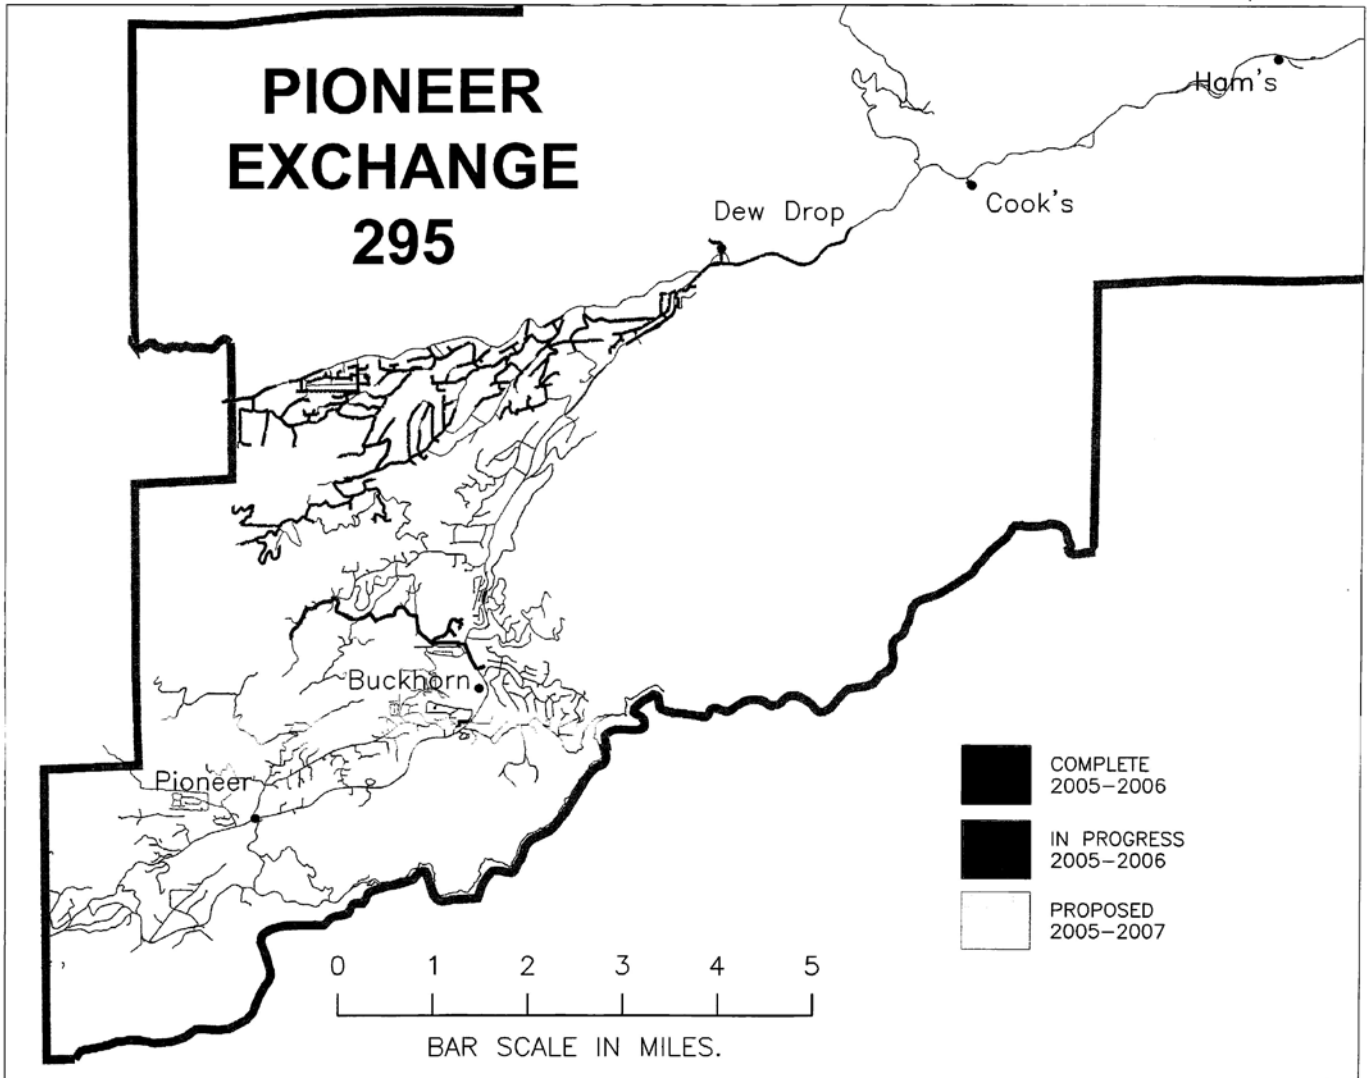 PIONEER
EXCHANGE
295
Ham's
Cook's
Dew Drop
Buckhorn
Pioneer
COMPLETE
2005-2006
IN PROGRESS
2005-2006
PROPOSED
2005-2007
0 1 2 3 4 5
BAR SCALE IN MILES.